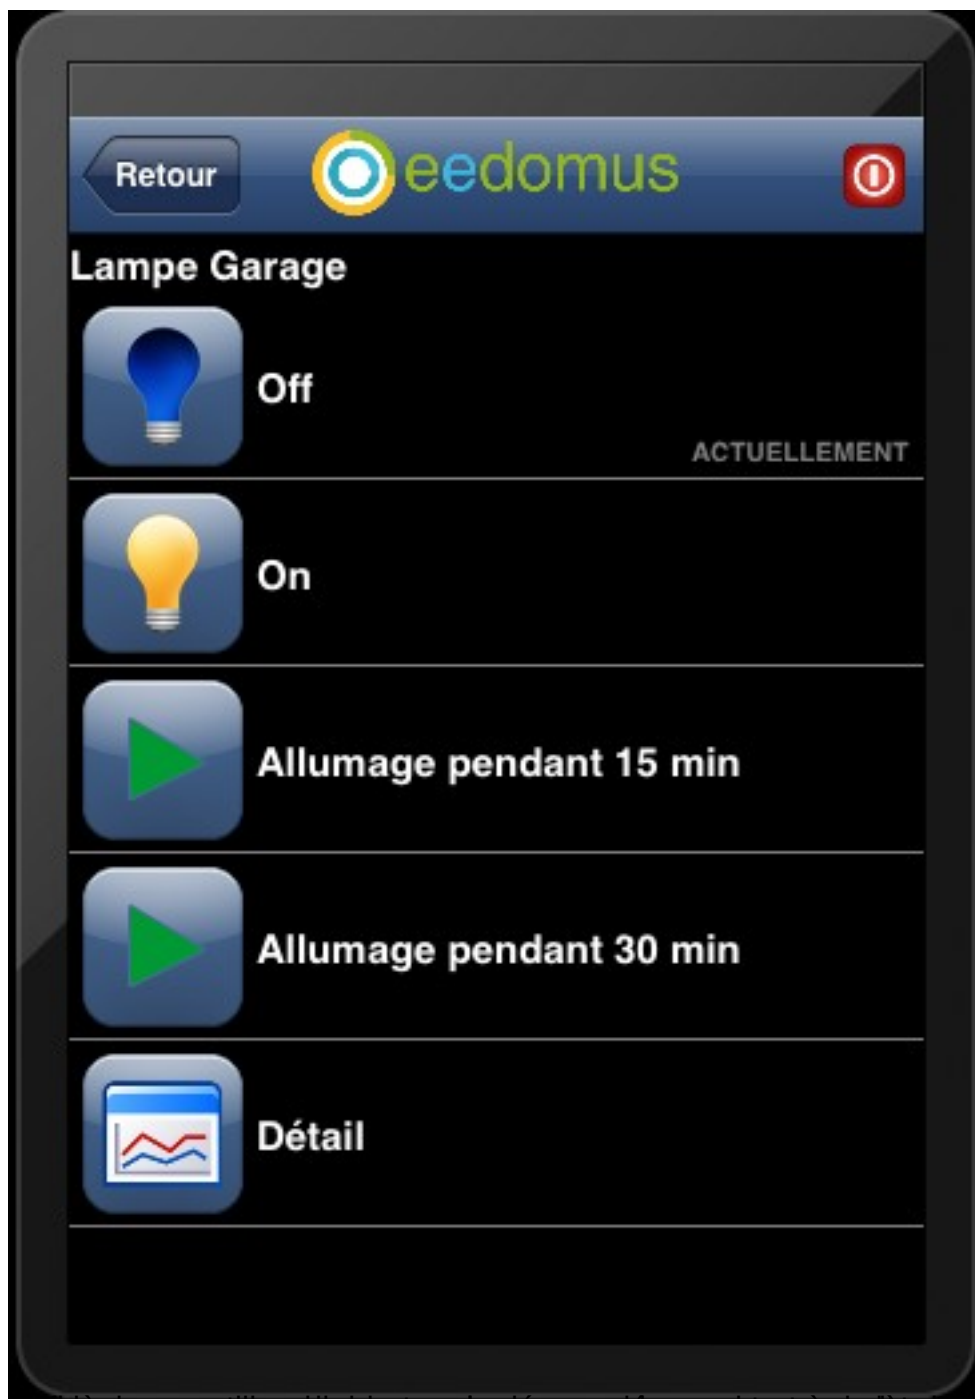 Retour
eedomus
Lampe Garage
Off
ACTUELLEMENT
On
Allumage pendant 15 min
Allumage pendant 30 min
Détail